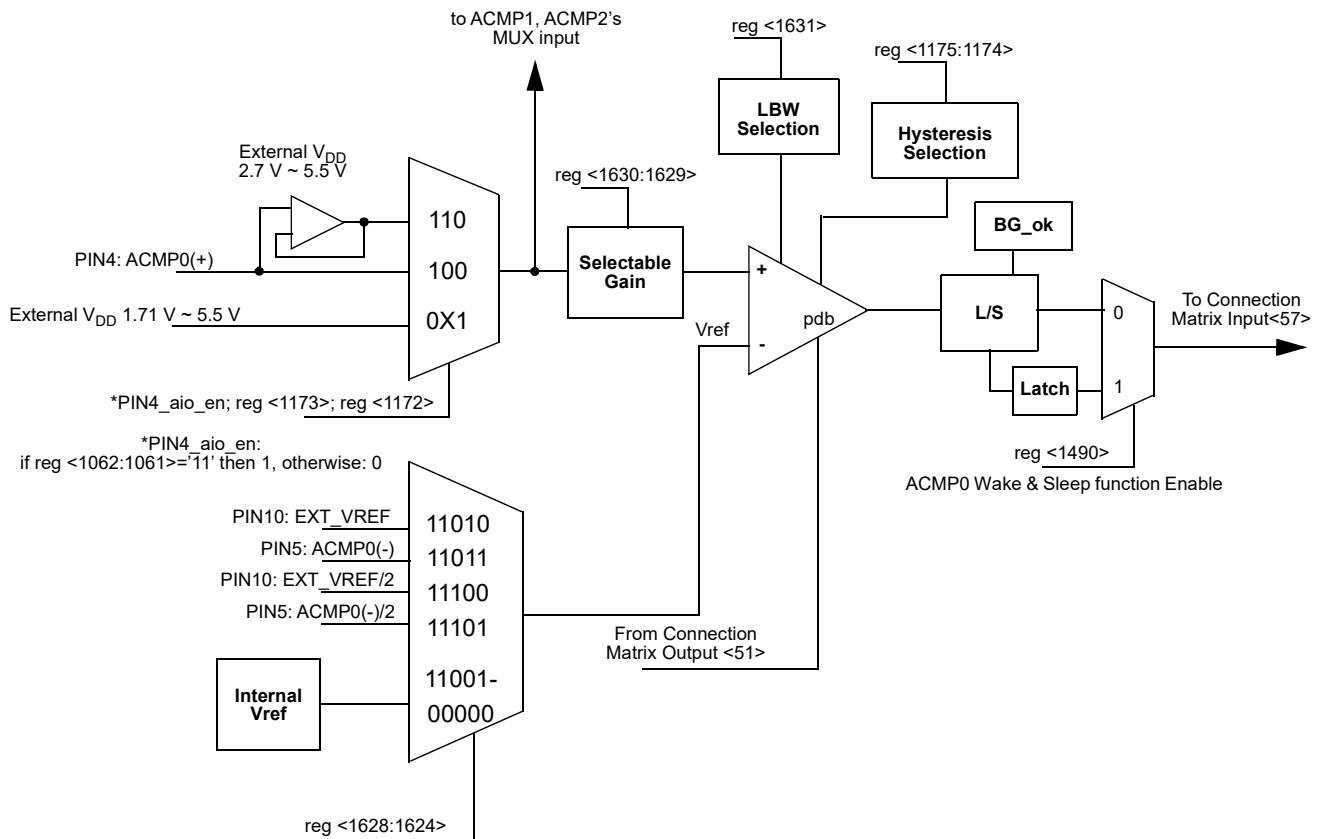 to ACMP1, ACMP2’s
MUX input
reg <1631>
reg <1175:1174>
LBW
Selection
Hysteresis
Selection
External VDD
2.7 V ~ 5.5 V
reg <1630:1629>
110
BG_ok
PIN4: ACMP0(+)
100
Selectable
Gain
+
External VDD 1.71 V ~ 5.5 V
0X1
L/S
0
To Connection
Matrix Input<57>
Vref
pdb
-
Latch
1
*PIN4_aio_en; reg <1173>; reg <1172>
*PIN4_aio_en:
if reg <1062:1061>=’11’ then 1, otherwise: 0
reg <1490>
ACMP0 Wake & Sleep function Enable
PIN10: EXT_VREF
11010
PIN5: ACMP0(-)
11011
PIN10: EXT_VREF/2
11100
PIN5: ACMP0(-)/2
11101
From Connection
Matrix Output <51>
Internal
Vref
11001-
00000
reg <1628:1624>